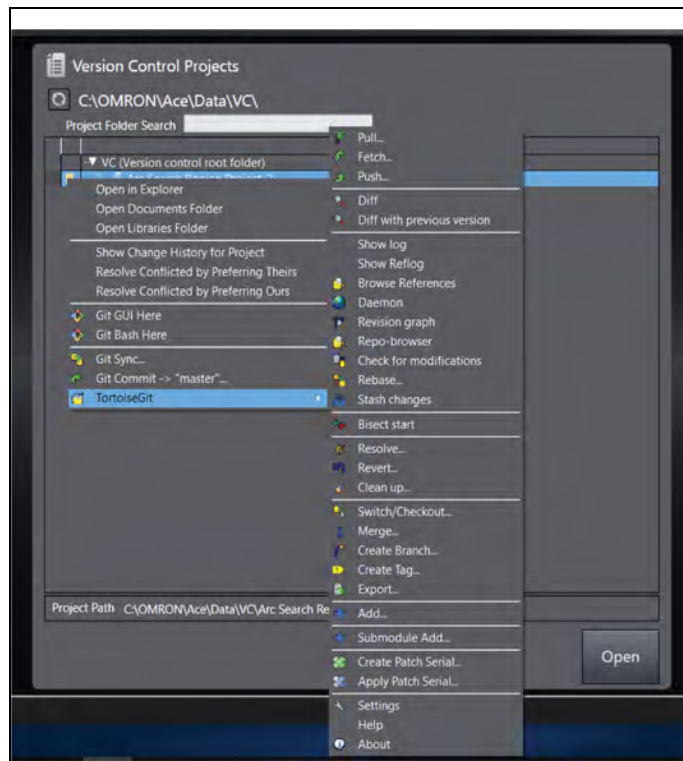 Version Control Projects
C:\OMRON\Ace\Data\VC\
Project Folder Search
VC (Version control root folder)
Open in Explorer
Open Documents Folder
Open Libraries Folder
Show Change History for Project
Resolve Conflicted by Preferring Theirs
Resolve Conflicted by Preferring Ours
Git GUI Here
Git Bash Here
Git Sync...
Git Commit -> "master"...
TortoiseGit
Pull...
Fetch...
Push...
Diff
Diff with previous version
Show log
Show Reflog
Browse References
Daemon
Revision graph
Repo-browser
Check for modifications
Rebase...
Stash changes
Bisect start
Resolve...
Revert...
Clean up...
Switch/Checkout...
Merge...
Create Branch...
Create Tag...
Export...
Add...
Submodule Add...
Create Patch Serial...
Apply Patch Serial...
Settings
Help
About
Project Path C:\OMRON\Ace\Data\VC\Arc Search Re
Open